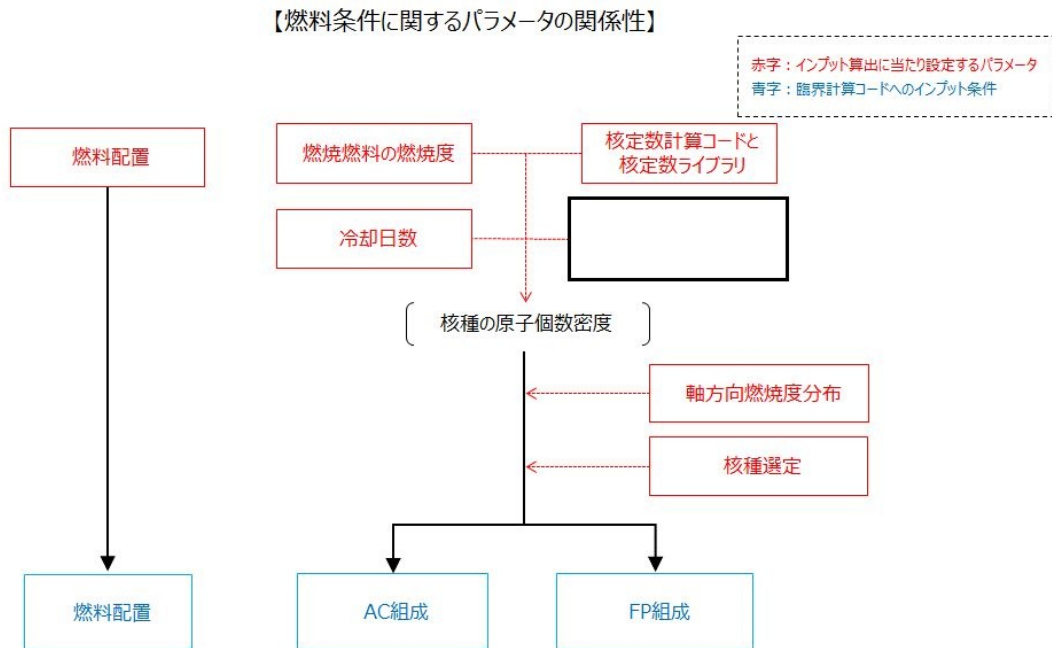 【燃料条件に関するパラメータの関係性】
赤字：インプット算出に当たり設定するパラメータ
青字：臨界計算コードへのインプット条件
燃料配置
燃焼燃料の燃焼度
核定数計算コードと
核定数ライブラリ
冷却日数
核種の原子個数密度
軸方向燃焼度分布
核種選定
燃料配置
AC組成
FP組成